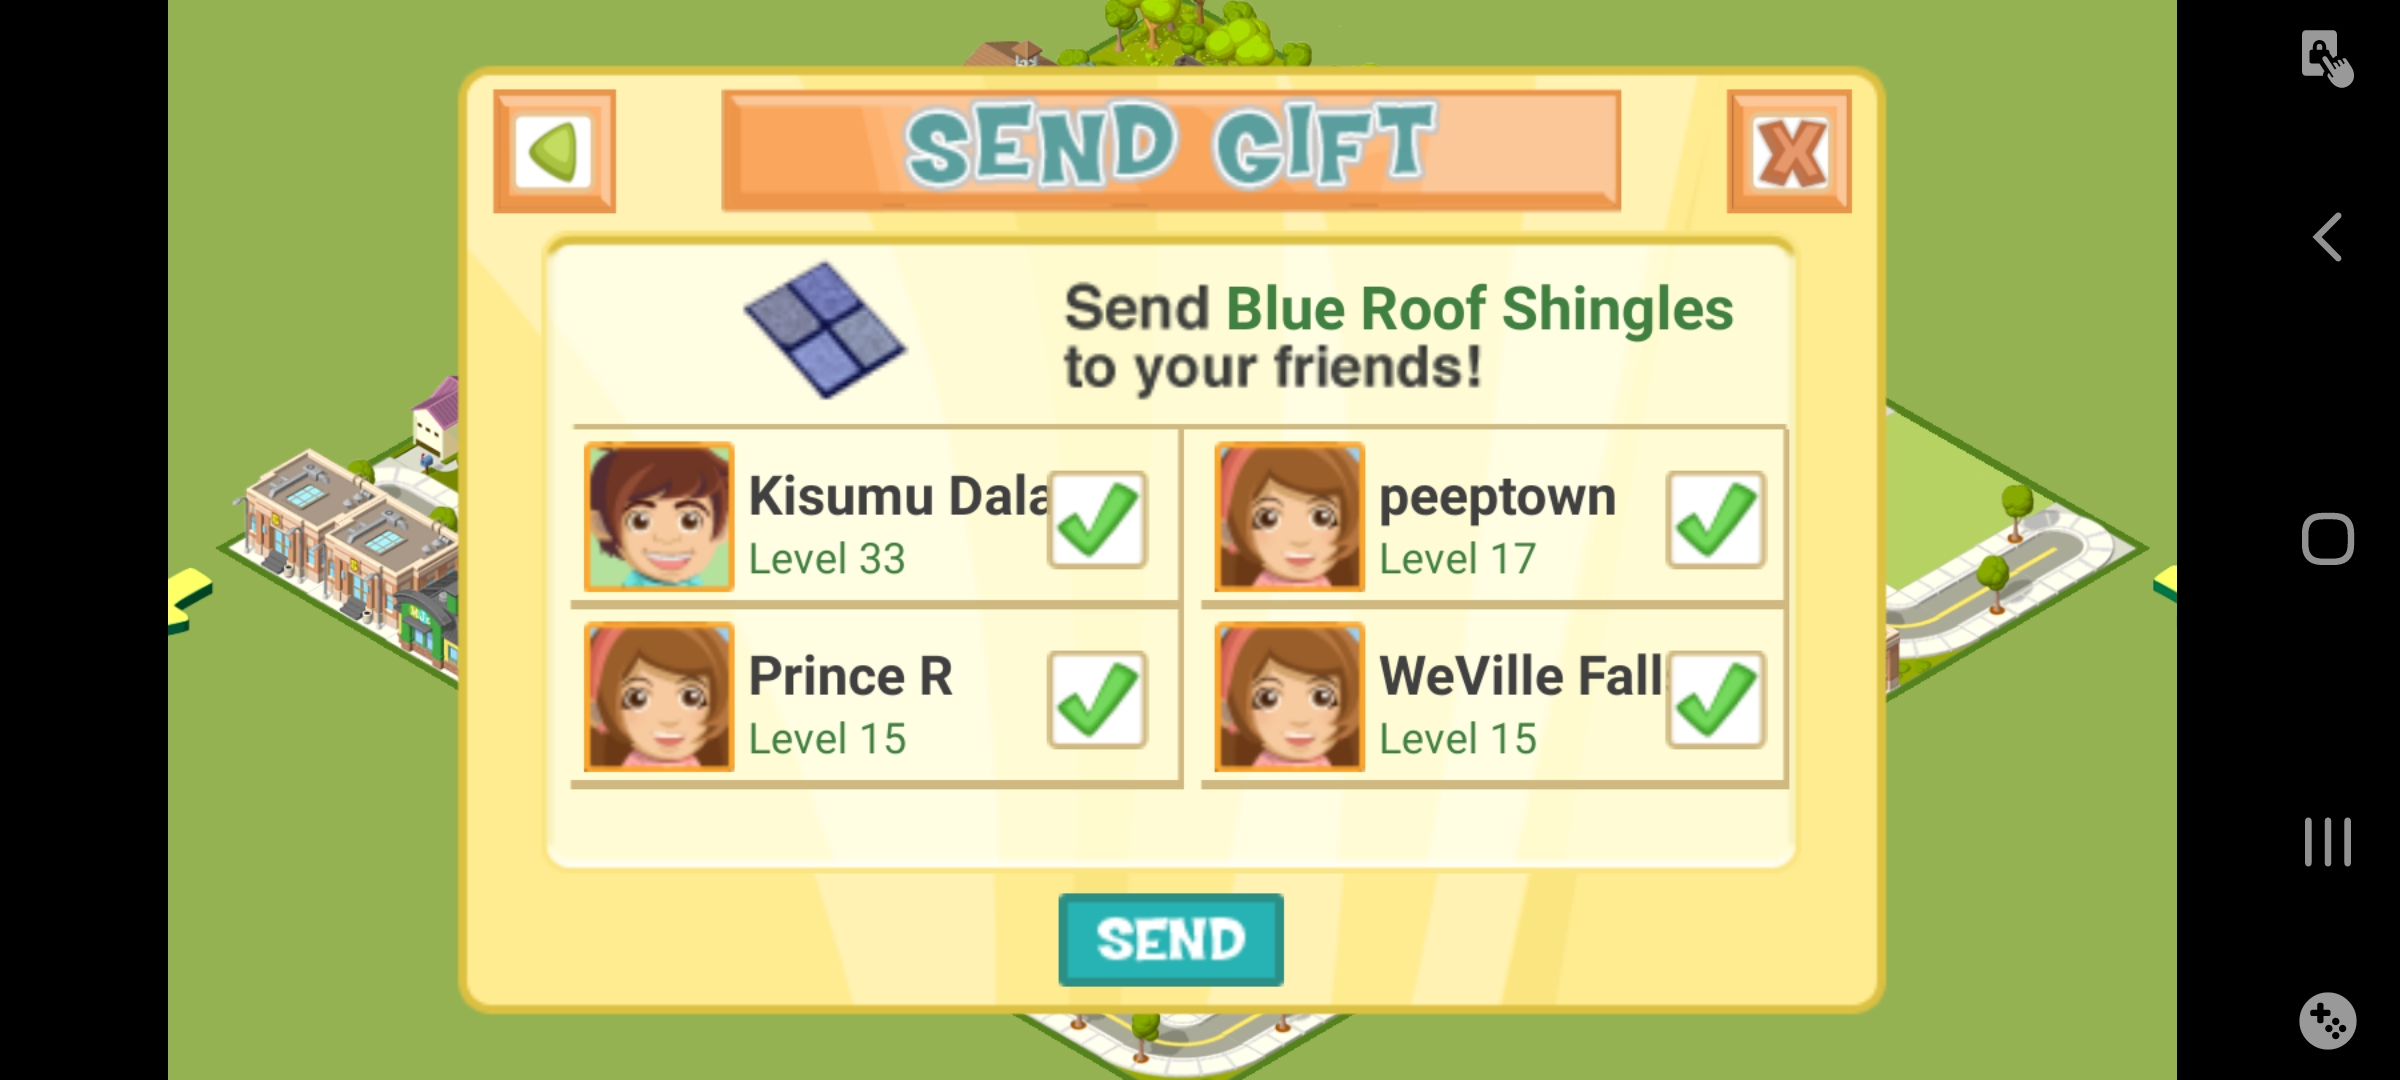 SEND GIFT
Send Blue Roof Shingles
to your friends!
Kisumu Dala
Level 33
peeptown
Level 17
Prince R
Level 15
WeVille Fall
Level 15
SEND